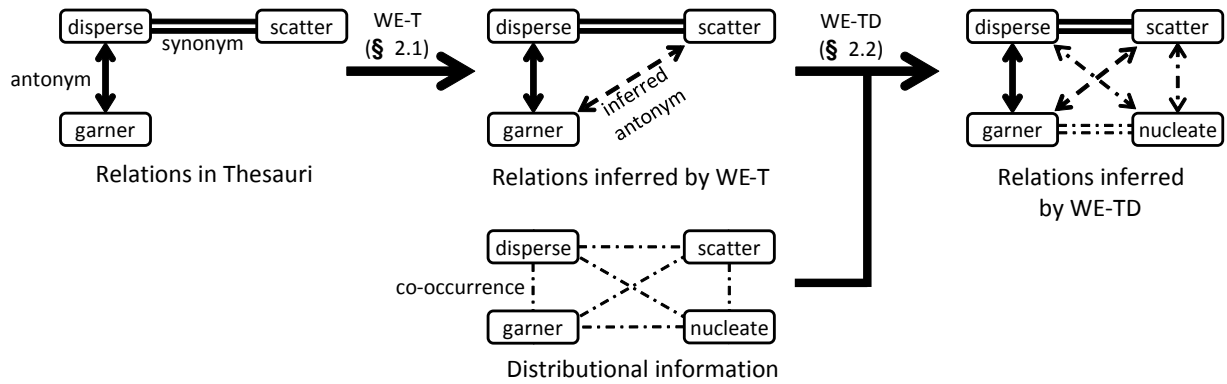 disperse
synonym
scatter
antonym
garner
Relations in Thesauri
WE-T
(§ 2.1)
disperse
scatter
inferred
antonym
garner
Relations inferred by WE-T
WE-TD
(§ 2.2)
disperse
scatter
garner
nucleate
Relations inferred
by WE-TD
disperse
scatter
co-occurrence
garner
nucleate
Distributional information